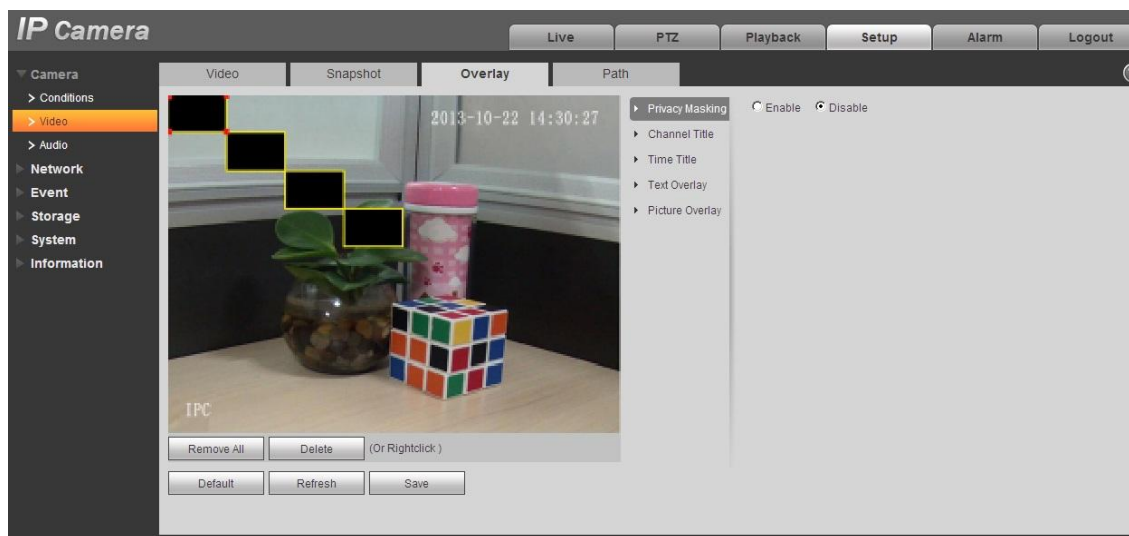 IP Camera
Live PTZ Playback Setup Alarm Logout
Camera
> Conditions
> Video
> Audio
Network
Event
Storage
System
Information
Video Snapshot Overlay Path
2013-10-22 14:30:27
IPC
Privacy Masking
Channel Title
Time Title
Text Overlay
Picture Overlay
Enable Disable
Remove All Delete (Or Rightclick )
Default Refresh Save